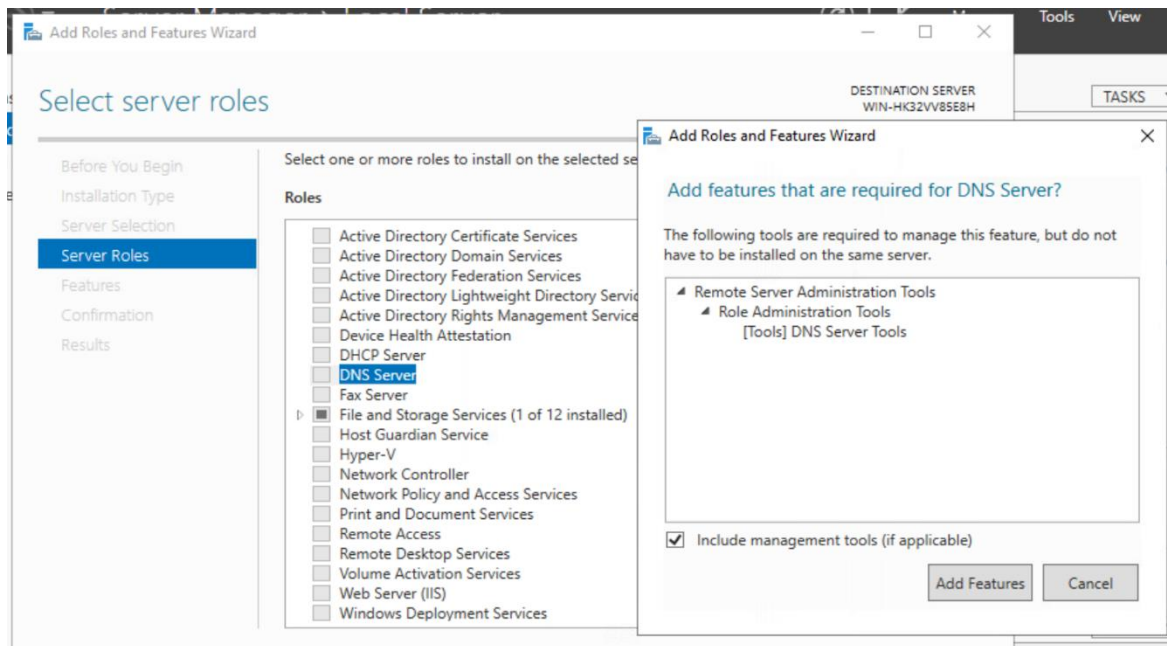 Server Manager
Local Server
Tools View
Add Roles and Features Wizard
Select server roles
DESTINATION SERVER
WIN-HK32VV85E8H
TASKS
Before You Begin
Installation Type
Server Selection
Server Roles
Features
Confirmation
Results
Select one or more roles to install on the selected se
Roles
Active Directory Certificate Services
Active Directory Domain Services
Active Directory Federation Services
Active Directory Lightweight Directory Servic
Active Directory Rights Management Service
Device Health Attestation
DHCP Server
DNS Server
Fax Server
File and Storage Services (1 of 12 installed)
Host Guardian Service
Hyper-V
Network Controller
Network Policy and Access Services
Print and Document Services
Remote Access
Remote Desktop Services
Volume Activation Services
Web Server (IIS)
Windows Deployment Services
Add Roles and Features Wizard
Add features that are required for DNS Server?
The following tools are required to manage this feature, but do not
have to be installed on the same server.
Remote Server Administration Tools
Role Administration Tools
[Tools] DNS Server Tools
Include management tools (if applicable)
Add Features
Cancel